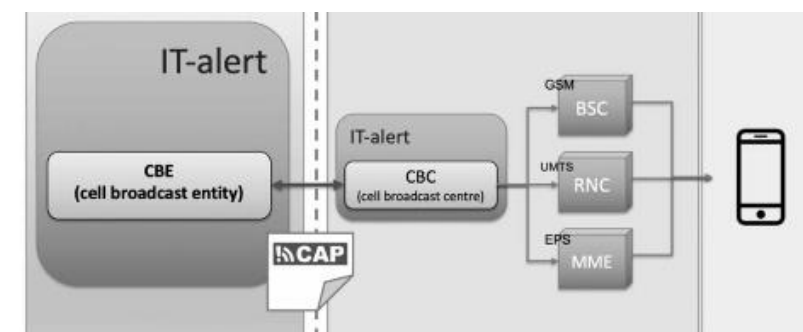 IT-alert
CBE
(cell broadcast entity)
CAP
IT-alert
CBC
(cell broadcast centre)
GSM
BSC
UMTS
RNC
EPS
MME